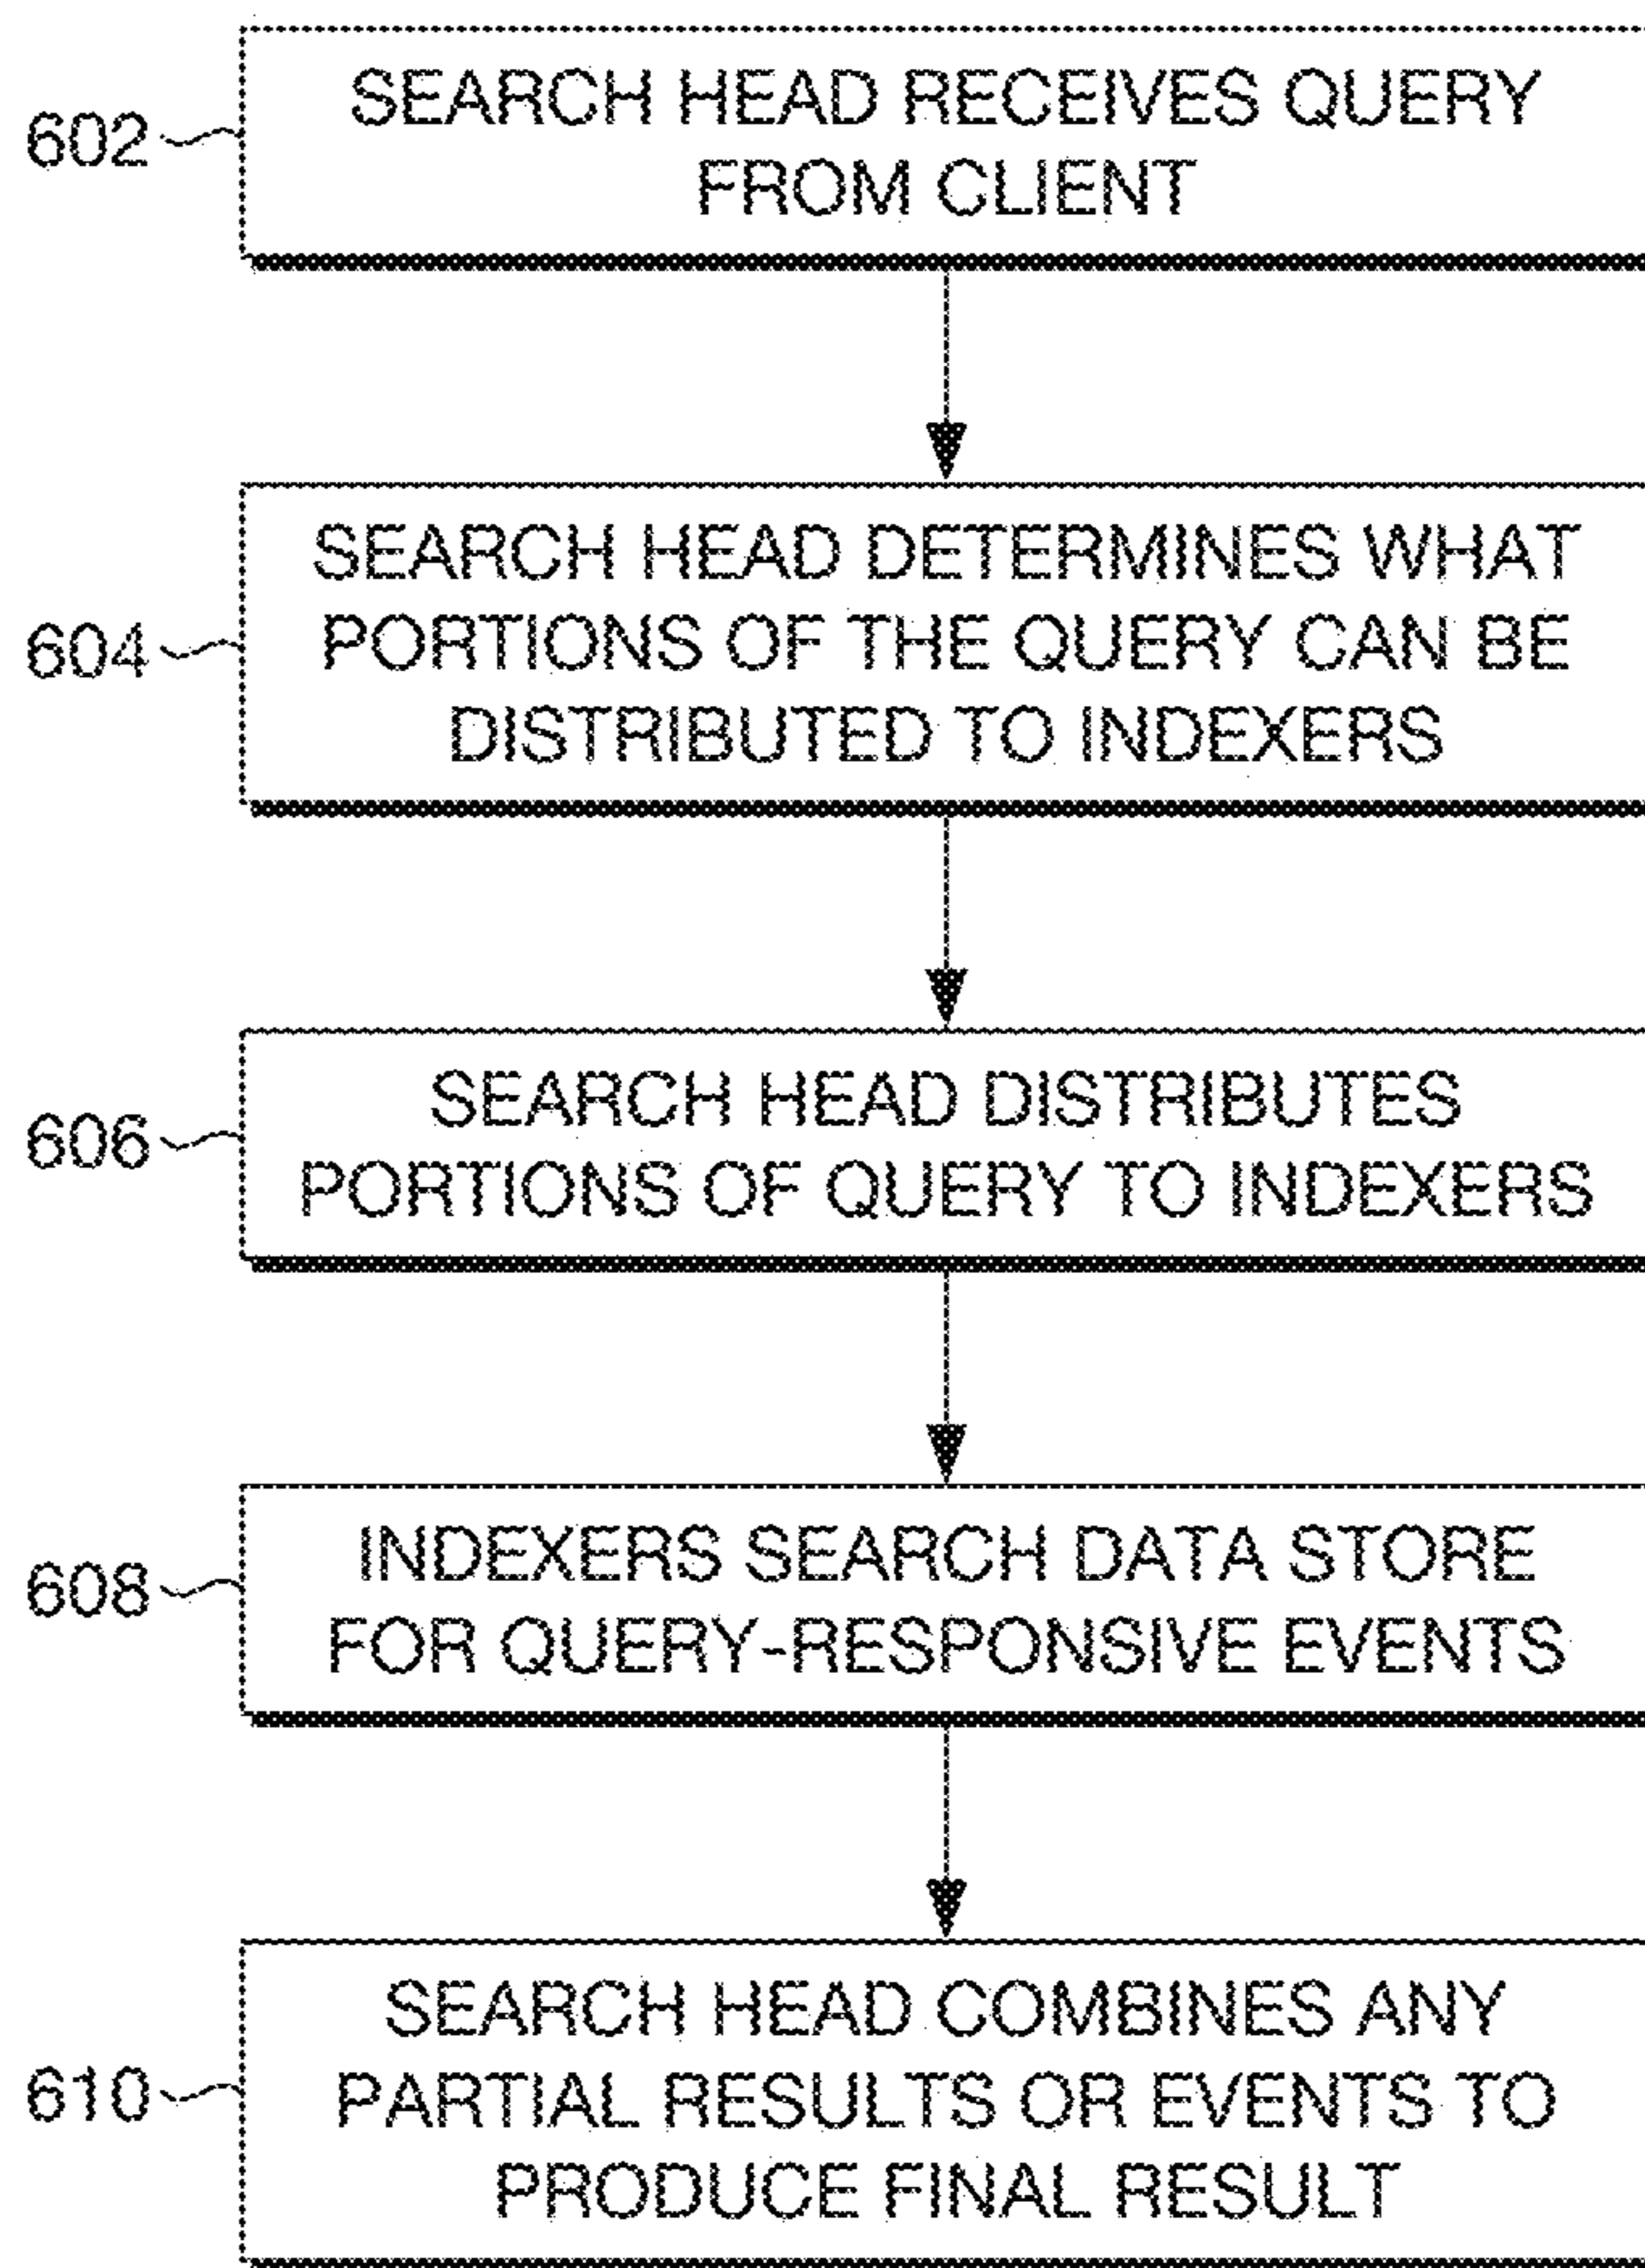 602
SEARCH HEAD RECEIVES QUERY
FROM CLIENT
604
SEARCH HEAD DETERMINES WHAT
PORTIONS OF THE QUERY CAN BE
DISTRIBUTED TO INDEXERS
606
SEARCH HEAD DISTRIBUTES
PORTIONS OF QUERY TO INDEXERS
608
INDEXERS SEARCH DATA STORE
FOR QUERY-RESPONSIVE EVENTS
610
SEARCH HEAD COMBINES ANY
PARTIAL RESULTS OR EVENTS TO
PRODUCE FINAL RESULT